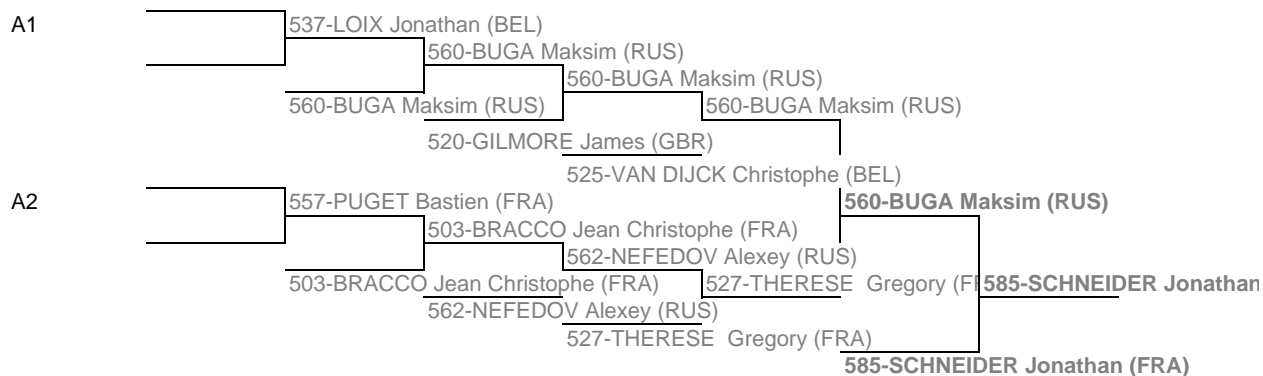 A1
537-LOIX Jonathan (BEL)
560-BUGA Maksim (RUS)
560-BUGA Maksim (RUS)
560-BUGA Maksim (RUS) 560-BUGA Maksim (RUS)
520-GILMORE James (GBR)
525-VAN DIJCK Christophe (BEL)
A2 557-PUGET Bastien (FRA) 560-BUGA Maksim (RUS)
503-BRACCO Jean Christophe (FRA)
562-NEFEDOV Alexey (RUS)
503-BRACCO Jean Christophe (FRA) 527-THERESE Gregory (F 585-SCHNEIDER Jonathan
562-NEFEDOV Alexey (RUS)
527-THERESE Gregory (FRA)
585-SCHNEIDER Jonathan (FRA)